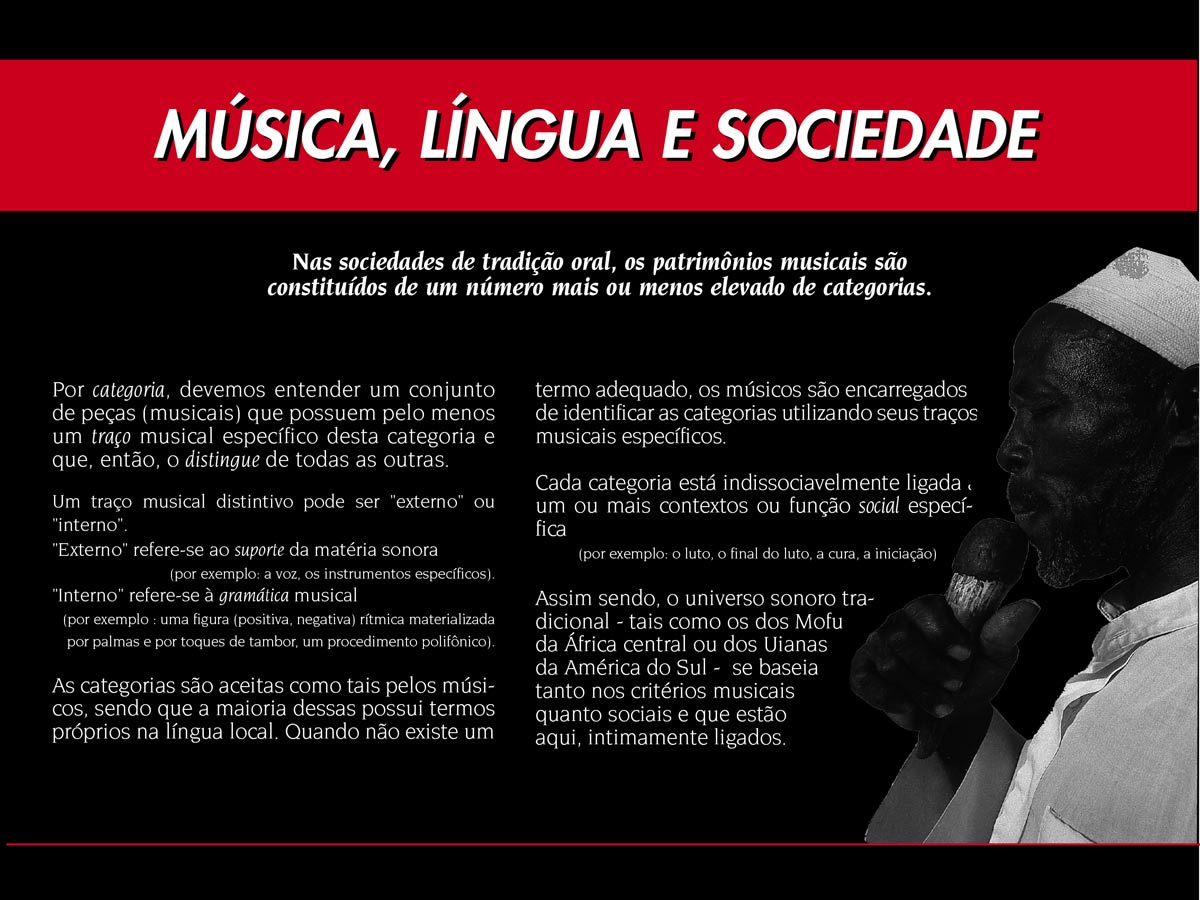 MÚSICA, LÍNGUA E SOCIEDADE
Nas sociedades de tradição oral, os patrimônios musicais são
constituídos de um número mais ou menos elevado de categorias.
Por categoria, devemos entender um conjunto
de peças (musicais) que possuem pelo menos
um traço musical específico desta categoria e
que, então, o distingue de todas as outras.
Um traço musical distintivo pode ser "externo" ou
"interno".
"Externo" refere-se ao suporte da matéria sonora
(por exemplo: a voz, os instrumentos específicos).
"Interno" refere-se à gramática musical
(por exemplo : uma figura (positiva, negativa) rítmica materializada
por palmas e por toques de tambor, um procedimento polifônico).
As categorias são aceitas como tais pelos músi-
cos, sendo que a maioria dessas possui termos
próprios na língua local. Quando não existe um
termo adequado, os músicos são encarregados
de identificar as categorias utilizando seus traços
musicais específicos.
Cada categoria está indissociavelmente ligada
um ou mais contextos ou função social especí-
fica
(por exemplo: o luto, o final do luto, a cura, a iniciação)
Assim sendo, o universo sonoro tra-
dicional - tais como os dos Mofu
da África central ou dos Uianas
da América do Sul - se baseia
tanto nos critérios musicais
quanto sociais e que estão
aqui, intimamente ligados.